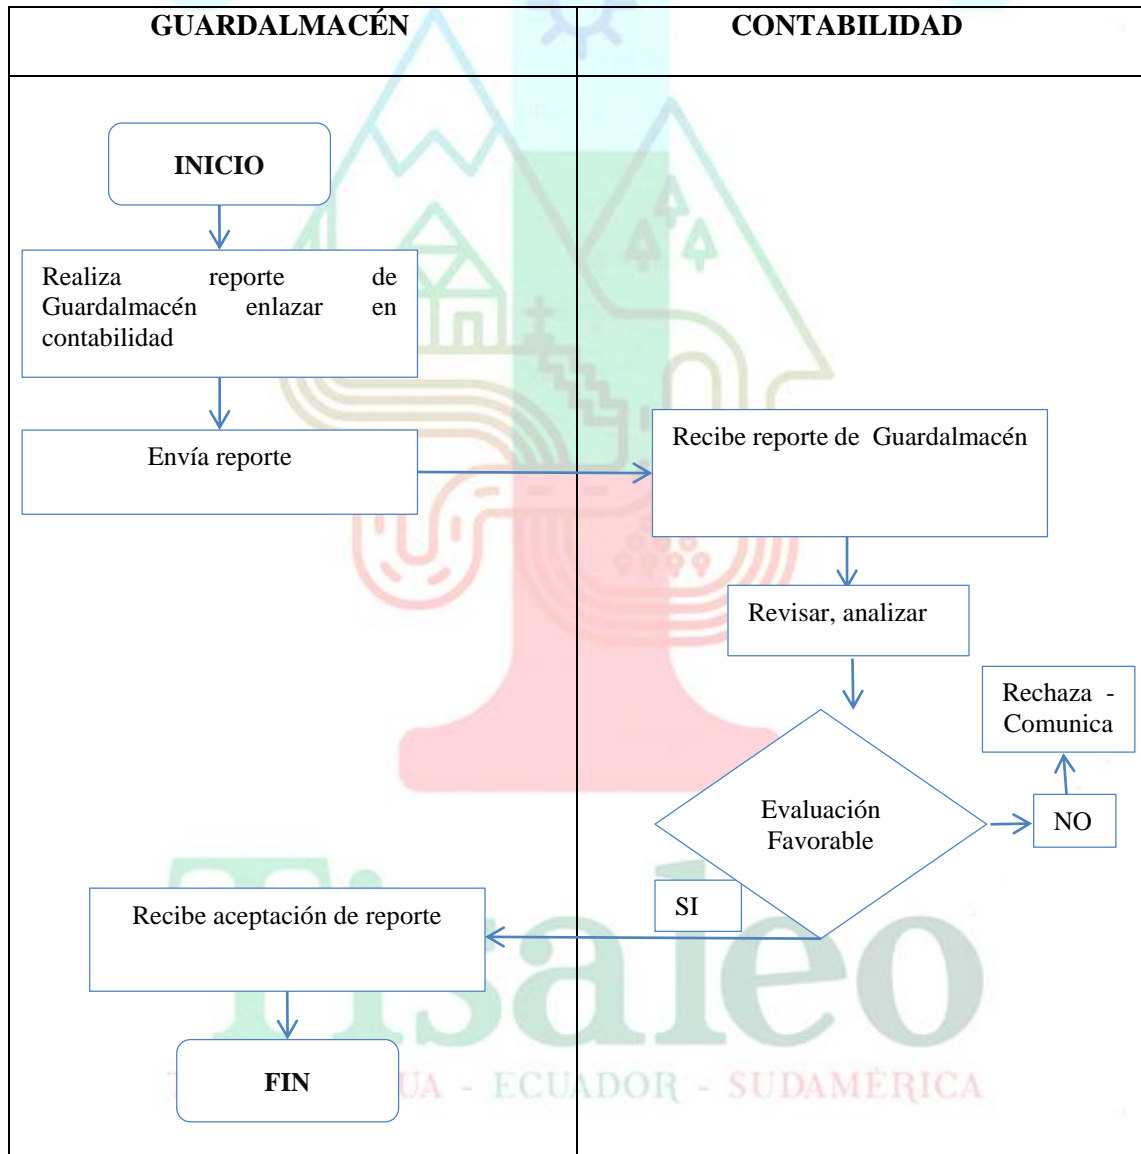 GUARDALMACÉN
CONTABILIDAD
INICIO
Realiza reporte de
Guardalmacén enlazar en
contabilidad
Envía reporte
Recibe reporte de Guardalmacén
Revisar, analizar
Rechaza -
Comunica
Evaluación
Favorable
NO
SI
Recibe aceptación de reporte
FIN
Tisaleo
UA - ECUADOR - SUDAMÉRICA